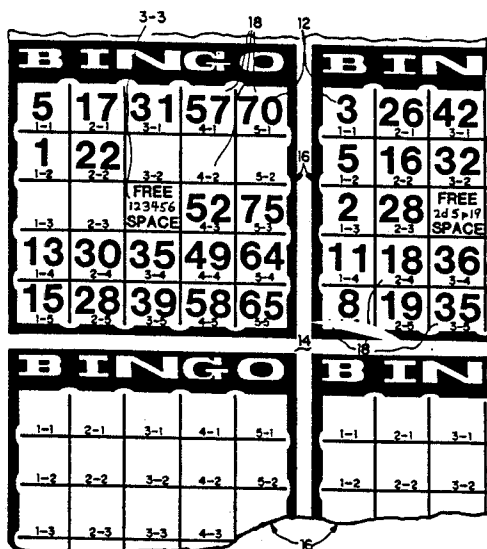 3-3 18 12
BINGO BIN
5 17 31 57 70 3 26 42
1-1 2-1 3-1 4-1 5-1 1-1 2-1 3-1
1 22 5 16 32
1-2 2-2 3-2 4-2 5-2 16 1-2 2-2 3-2
FREE FREE
123456 52 75 2 28 2d5p19
SPACE SPACE
1-3 2-3 4-3 5-3 1-3 2-3
13 30 35 49 64 11 18 36
1-4 2-4 3-4 4-4 5-4 1-4 2-4 3-4
15 28 39 58 65 8 19 35
1-5 2-5 3-5 4-5 5-5 2-5 3-5
14 18
BINGO BIN
1-1 2-1 3-1 4-1 5-1 1-1 2-1 3-1
1-2 2-2 3-2 4-2 5-2 1-2 2-2 3-2
1-3 2-3 3-3 4-3
16